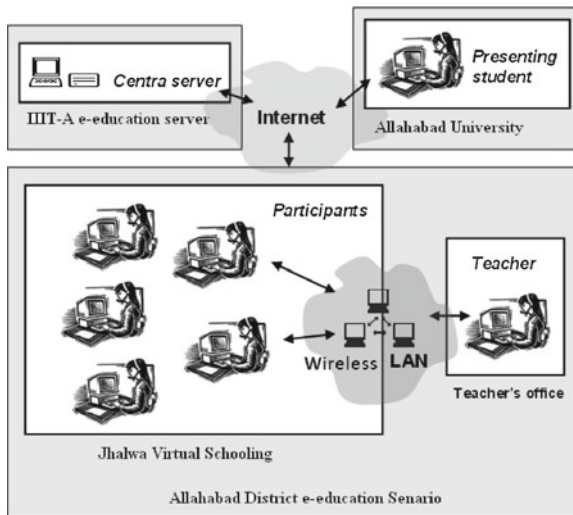 Centra server
IIIT-A e-education server
Internet
Presenting
student
Allahabad University
Participants
Wireless LAN
Teacher
Teacher's office
Jhalwa Virtual Schooling
Allahabad District e-education Senario